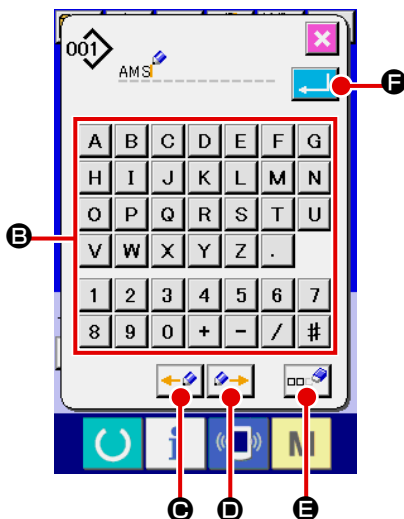 001
AMS
F
A B C D E F G
H I J K L M N
O P Q R S T U
B
V W X Y Z .
1 2 3 4 5 6 7
8 9 0 + - / #
i M
C D E